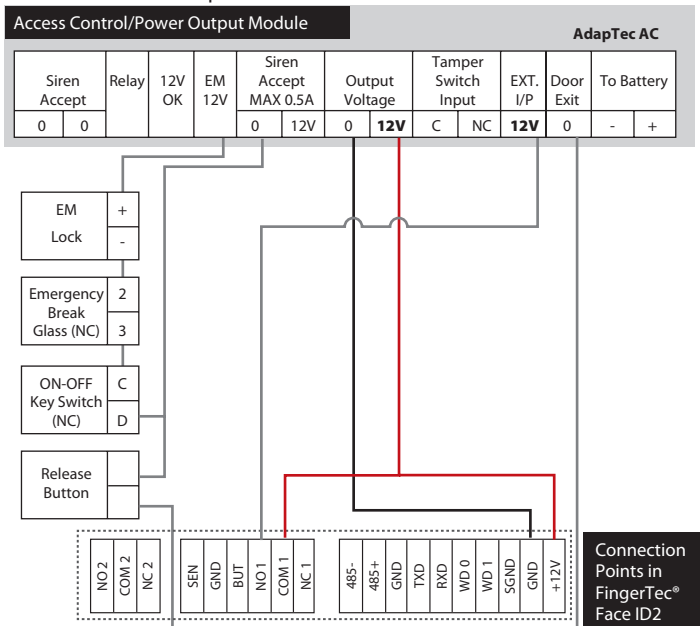 Access Control/Power Output Module
AdapTec AC
Siren
Accept
Relay
12V
OK
EM
12V
Siren
Accept
MAX 0.5A
Output
Voltage
Tamper
Switch
Input
EXT.
I/P
Door
Exit
To Battery
0 0 0 12V 0 12V C NC 12V 0 - +
EM
Lock
+
-
Emergency
Break
Glass (NC)
2
3
ON-OFF
Key Switch
(NC)
C
D
Release
Button
NO 2
COM 2
NC 2
SEN
GND
BUT
NO 1
COM 1
NC 1
485-
485+
GND
TXD
RXD
WD 0
WD 1
SGND
GND
+12V
Connection
Points in
FingerTec®
Face ID2